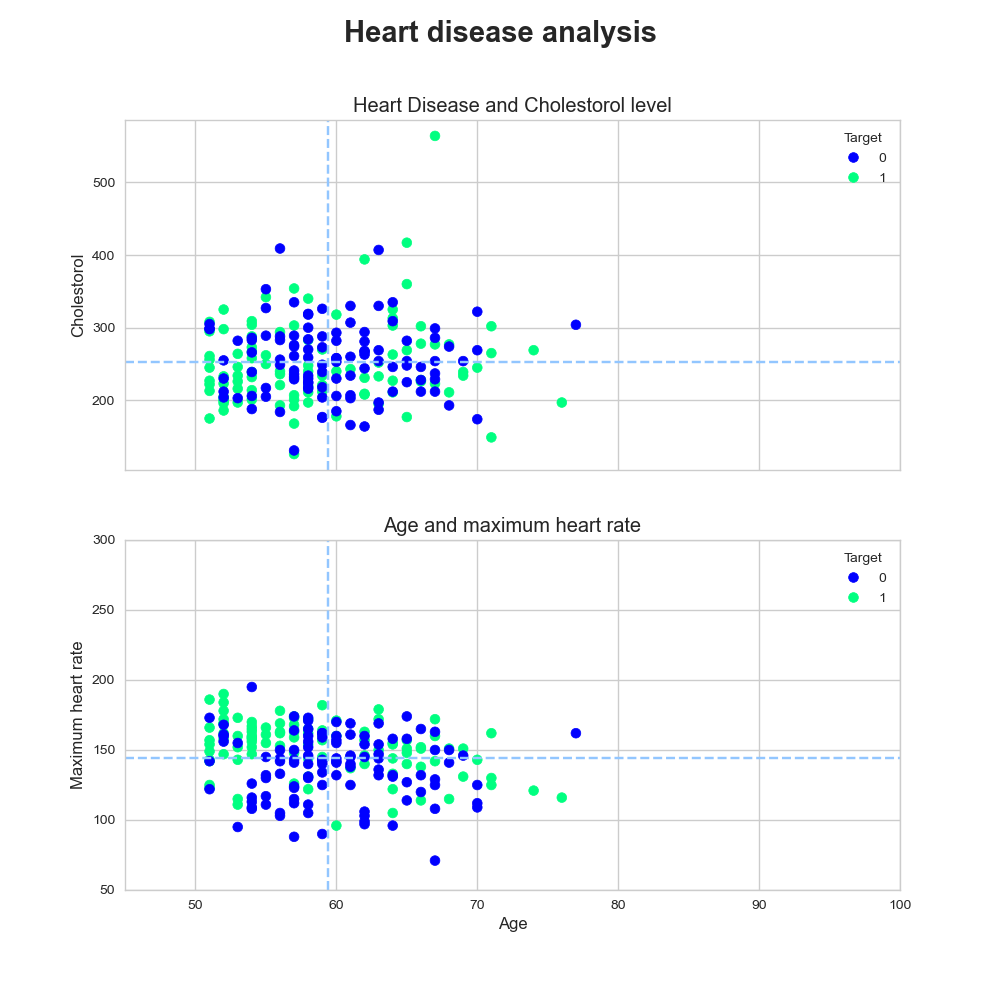 Heart disease analysis
Heart Disease and Cholestorol level
Target
0
1
500
400
300
200
Cholestorol
Age and maximum heart rate
Target
0
1
300
250
200
150
100
50
Maximum heart rate
50 60 70 80 90 100
Age